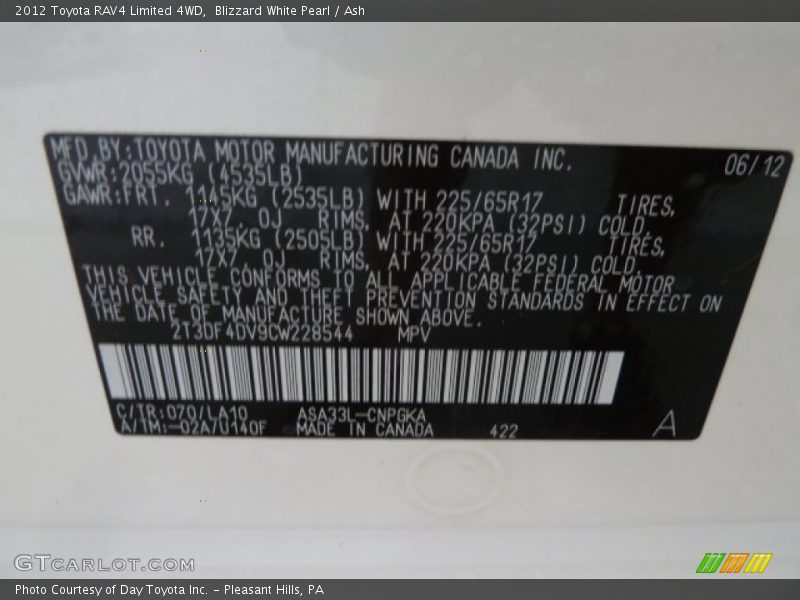 2012 Toyota RAV4 Limited 4WD,  Blizzard White Pearl / Ash
MFD.BY:TOYOTA MOTOR MANUFACTURING CANADA INC. 06/12
GVWR:2055KG (4535LB)
GAWR:FRT. 1145KG (2535LB) WITH 225/65R17 TIRES,
17X7.0J RIMS, AT 220KPA (32PSI) COLD,
RR. 1135KG (2505LB) WITH 225/65R17 TIRES,
17X7.0J RIMS, AT 220KPA (32PSI) COLD.
THIS VEHICLE CONFORMS TO ALL APPLICABLE FEDERAL MOTOR
VEHICLE SAFETY AND THEFT PREVENTION STANDARDS IN EFFECT ON
THE DATE OF MANUFACTURE SHOWN ABOVE.
2T3DF4DV9CW228544 MPV
C/TR:070/LA10 ASA33L-CNPGKA
A/TM:-02A/U140F MADE IN CANADA 422 A
GTCARLOT.COM
Photo Courtesy of Day Toyota Inc. - Pleasant Hills, PA